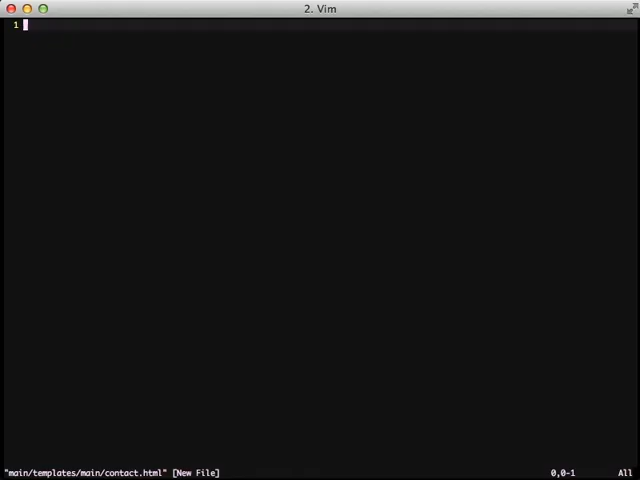 2. Vim
1
"main/templates/main/contact.html" [New File] 0,0-1 All